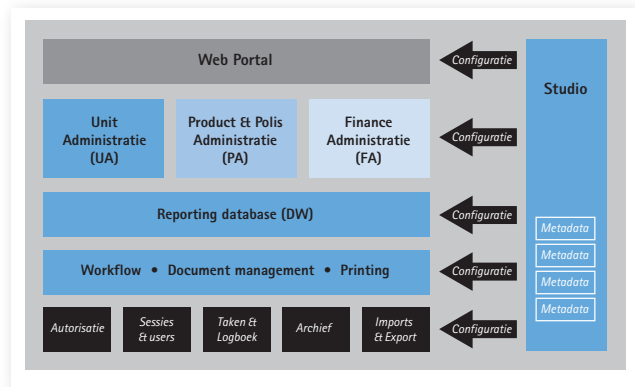 Web Portal
Configuratie
Studio
Unit
Administratie
(UA)
Product & Polis
Administratie
(PA)
Finance
Administratie
(FA)
Configuratie
Reporting database (DW)
Configuratie
Metadata
Metadata
Metadata
Metadata
Workflow • Document management • Printing
Configuratie
Autorisatie
Sessies
& users
Taken &
Logboek
Archief
Imports
& Export
Configuratie